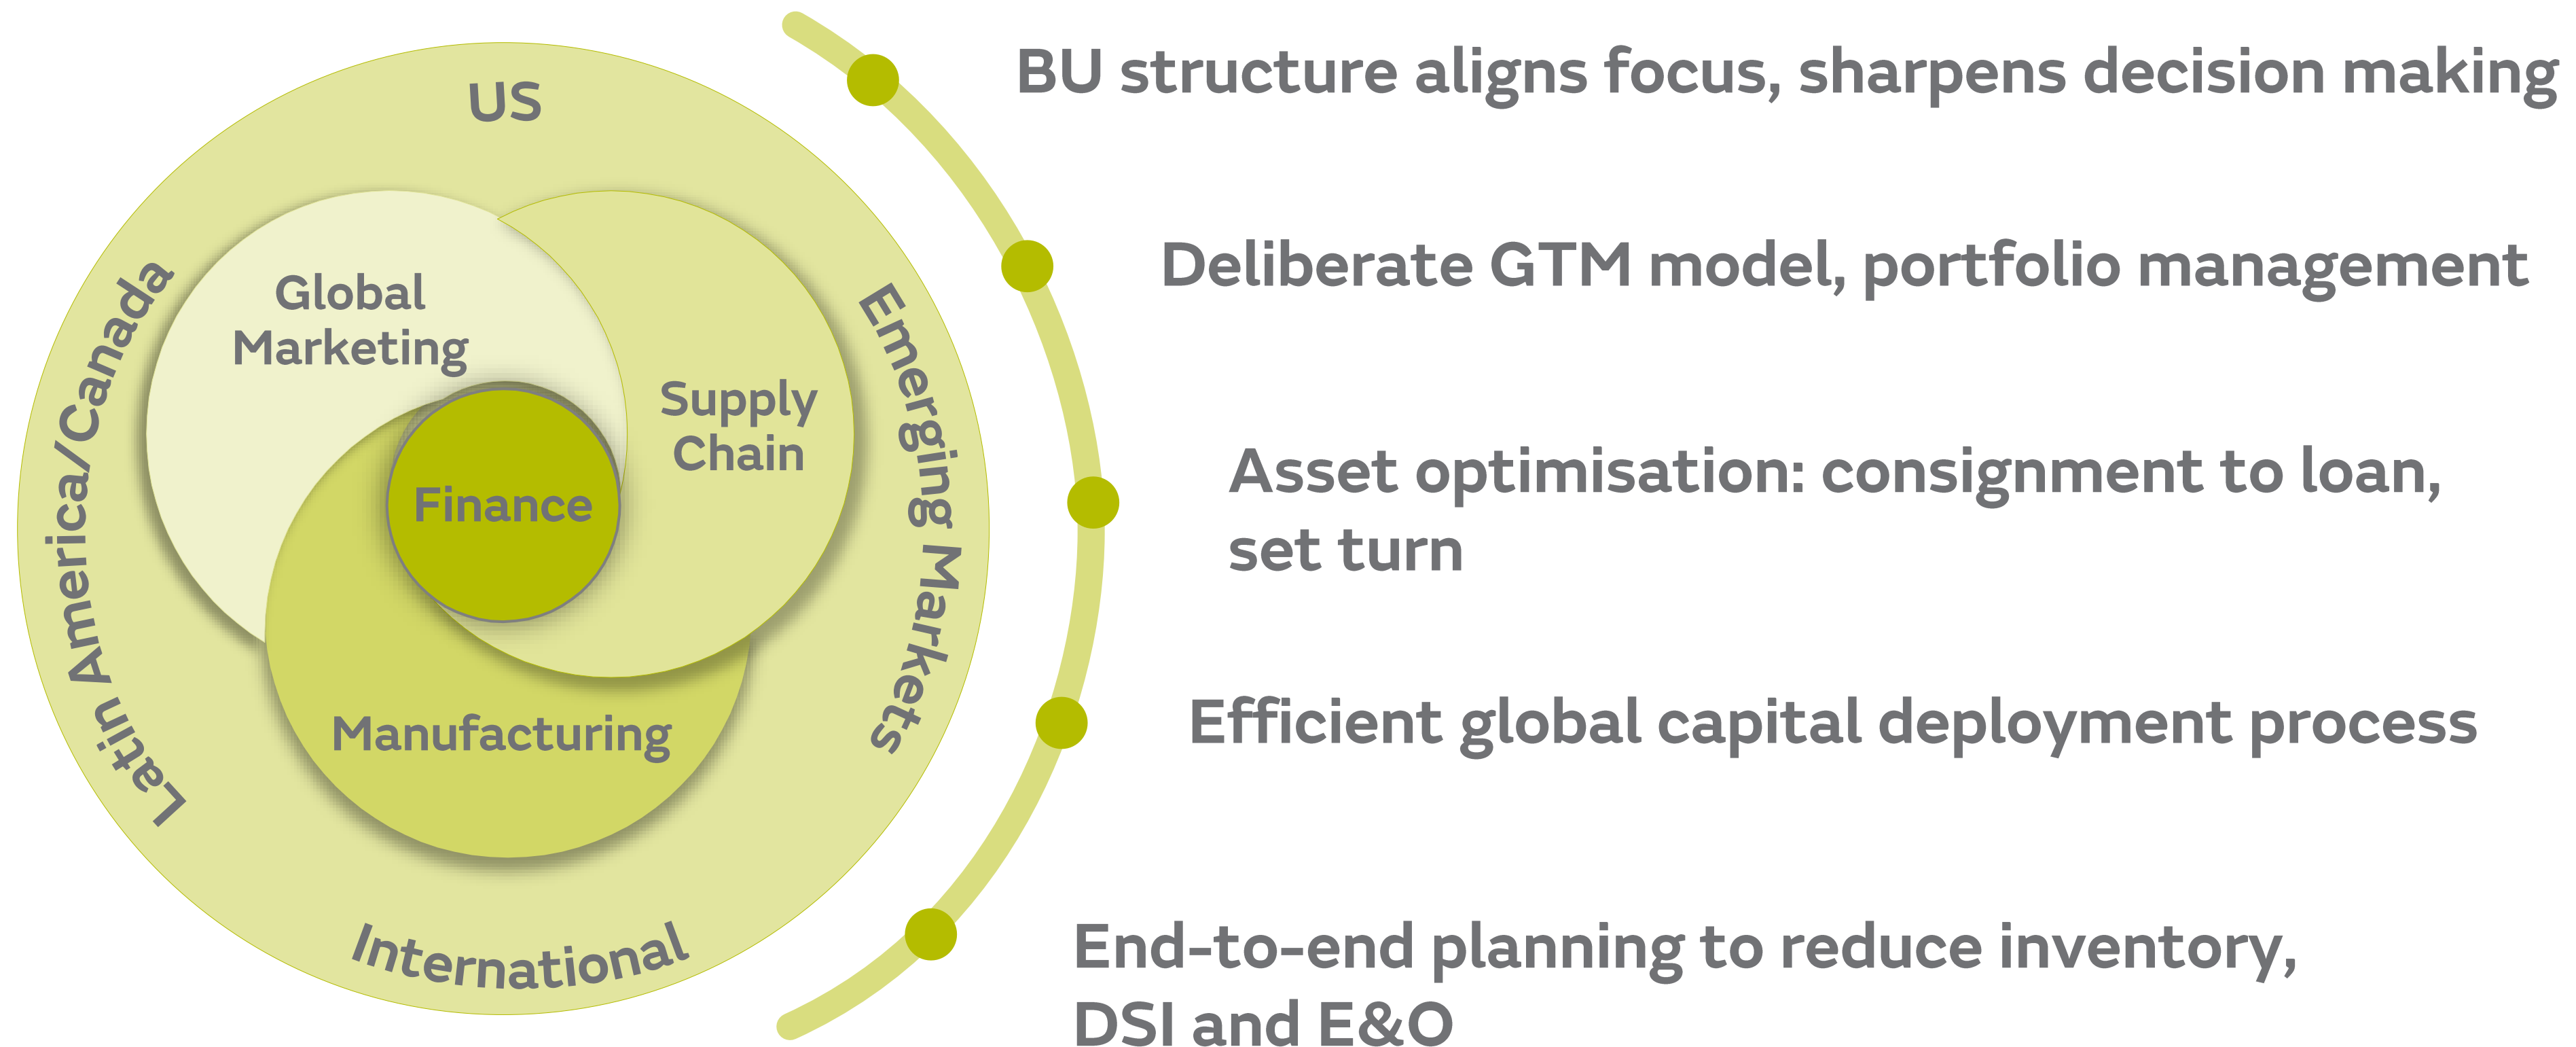 US
Latin America/Canada
Emerging Markets
International
Global
Marketing
Supply
Chain
Finance
Manufacturing
BU structure aligns focus, sharpens decision making
Deliberate GTM model, portfolio management
Asset optimisation: consignment to loan,
set turn
Efficient global capital deployment process
End-to-end planning to reduce inventory,
DSI and E&O